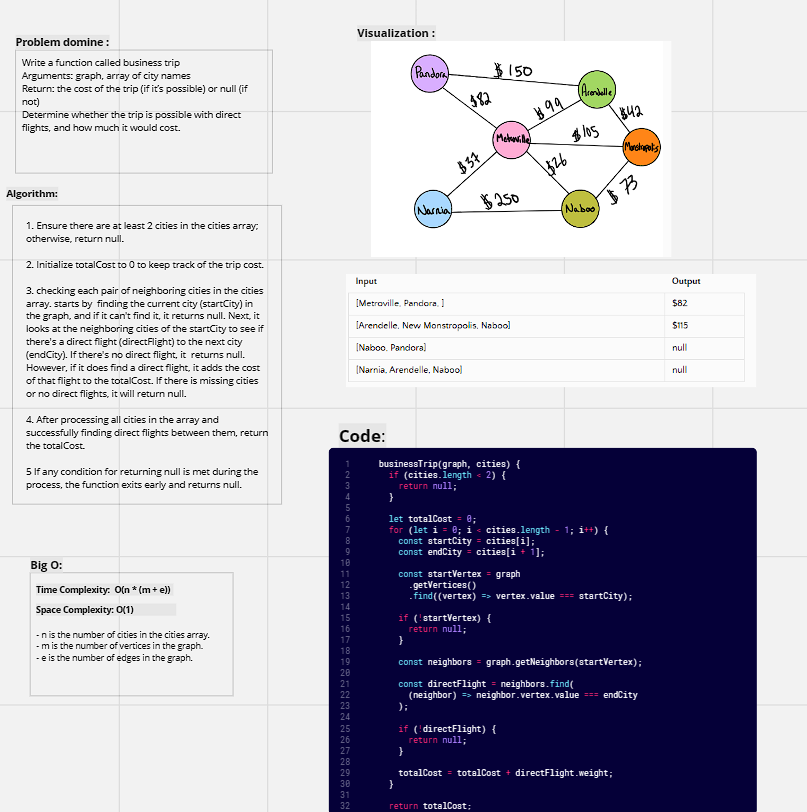 Problem domine :
Write a function called business trip
Arguments: graph, array of city names
Return: the cost of the trip (if it's possible) or null (if
not)
Determine whether the trip is possible with direct
flights, and how much it would cost.
Algorithm:
1. Ensure there are at least 2 cities in the cities array;
otherwise, return null.
2. Initialize totalCost to 0 to keep track of the trip cost.
3. checking each pair of neighboring cities in the cities
array. starts by finding the current city (startCity) in
the graph, and if it can't find it, it returns null. Next, it
looks at the neighboring cities of the startCity to see if
there's a direct flight (directFlight) to the next city
(endCity). If there's no direct flight, it returns null.
However, if it does find a direct flight, it adds the cost
of that flight to the totalCost. If there is missing cities
or no direct flights, it will return null.
4. After processing all cities in the array and
successfully finding direct flights between them, return
the totalCost.
5 If any condition for returning null is met during the
process, the function exits early and returns null.
Big O:
Time Complexity: O(n * (m + e))
Space Complexity: O(1)
- n is the number of cities in the cities array.
- m is the number of vertices in the graph.
- e is the number of edges in the graph.
Visualization :
Pandora
$ 150
Arendelle
$82
$99
$42
Metroville
$105
Monstropolis
$37
$26
$ 73
Narnia
$ 250
Naboo
Input Output
[Metroville, Pandora, ] $82
[Arendelle, New Monstropolis, Naboo] $115
[Naboo, Pandora] null
[Narnia, Arendelle, Naboo] null
Code:
1 businessTrip(graph, cities) {
2 if (cities.length < 2) {
3 return null;
4 }
5
6 let totalCost = 0;
7 for (let i = 0; i < cities.length - 1; i++) {
8 const startCity = cities[i];
9 const endCity = cities[i + 1];
10
11 const startVertex = graph
12 .getVertices()
13 .find((vertex) => vertex.value === startCity);
14
15 if (!startVertex) {
16 return null;
17 }
18
19 const neighbors = graph.getNeighbors(startVertex);
20
21 const directFlight = neighbors.find(
22 (neighbor) => neighbor.vertex.value === endCity
23 );
24
25 if (!directFlight) {
26 return null;
27 }
28
29 totalCost = totalCost + directFlight.weight;
30 }
31
32 return totalCost;